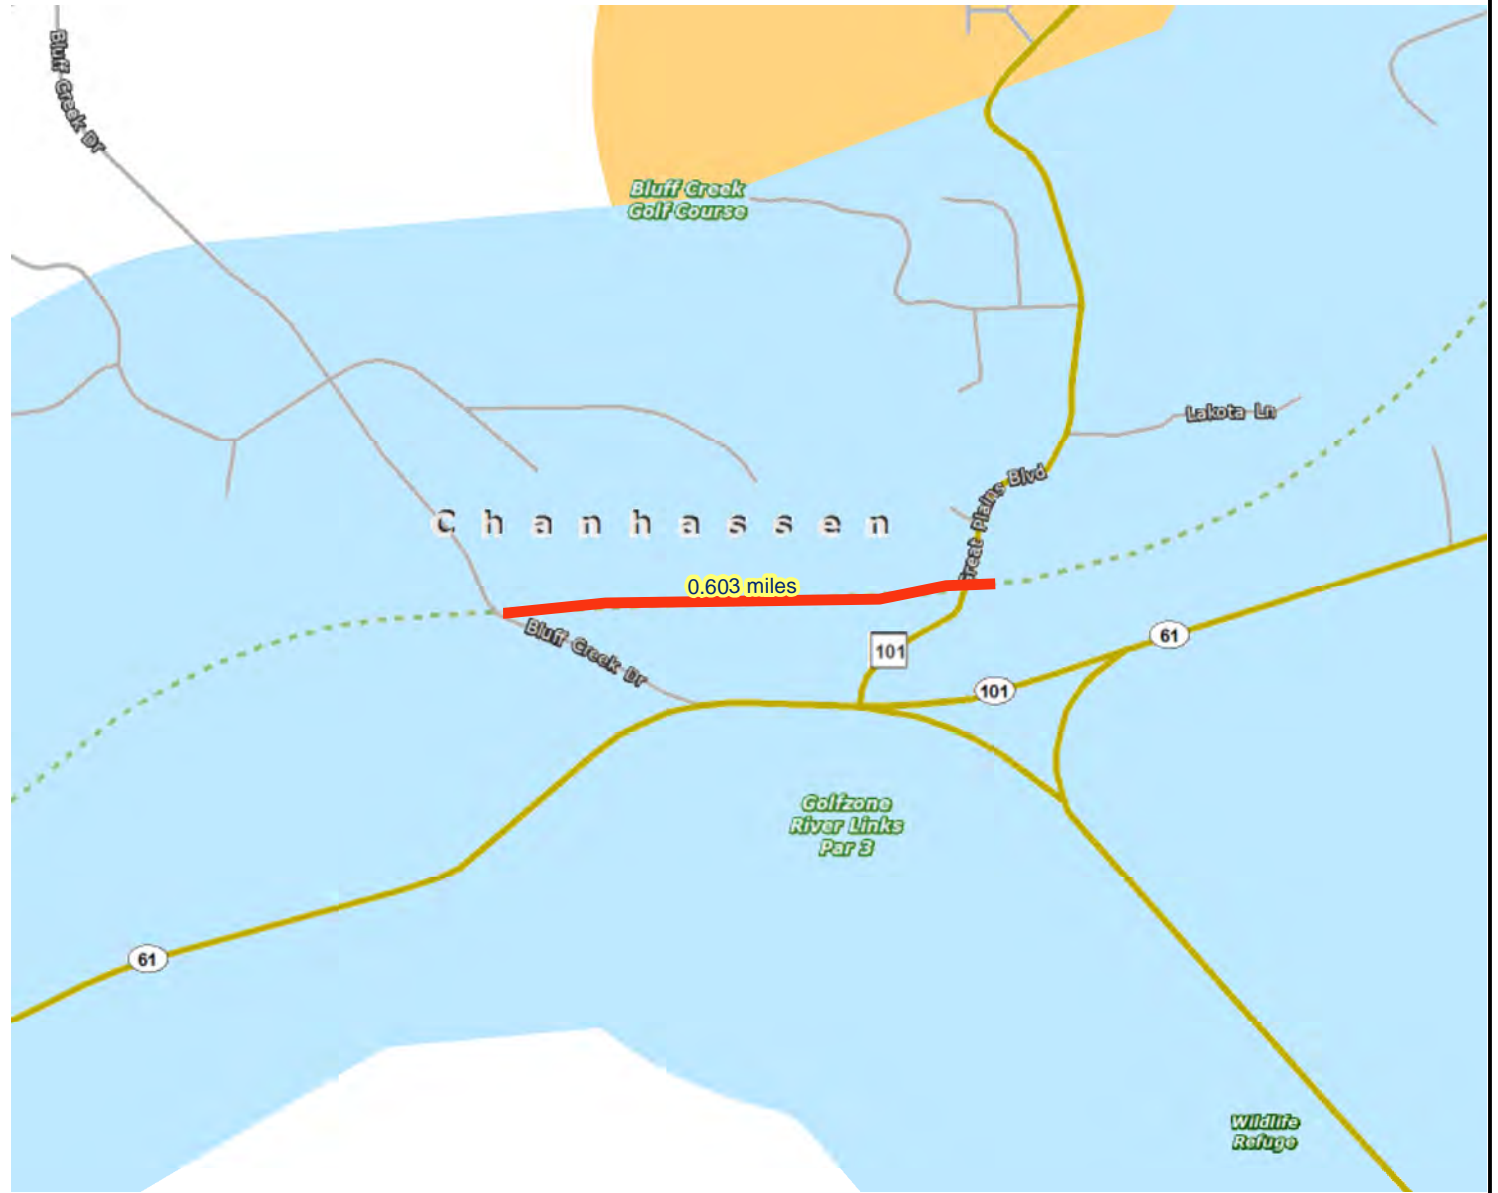 Bluff Creek Dr
Bluff Creek
Golf Course
Lakota Ln
Great Plains Blvd
Chanhassen
0.603 miles
Bluff Creek Dr
101
61
101
Golfzone
River Links
Par 3
61
Wildlife
Refuge